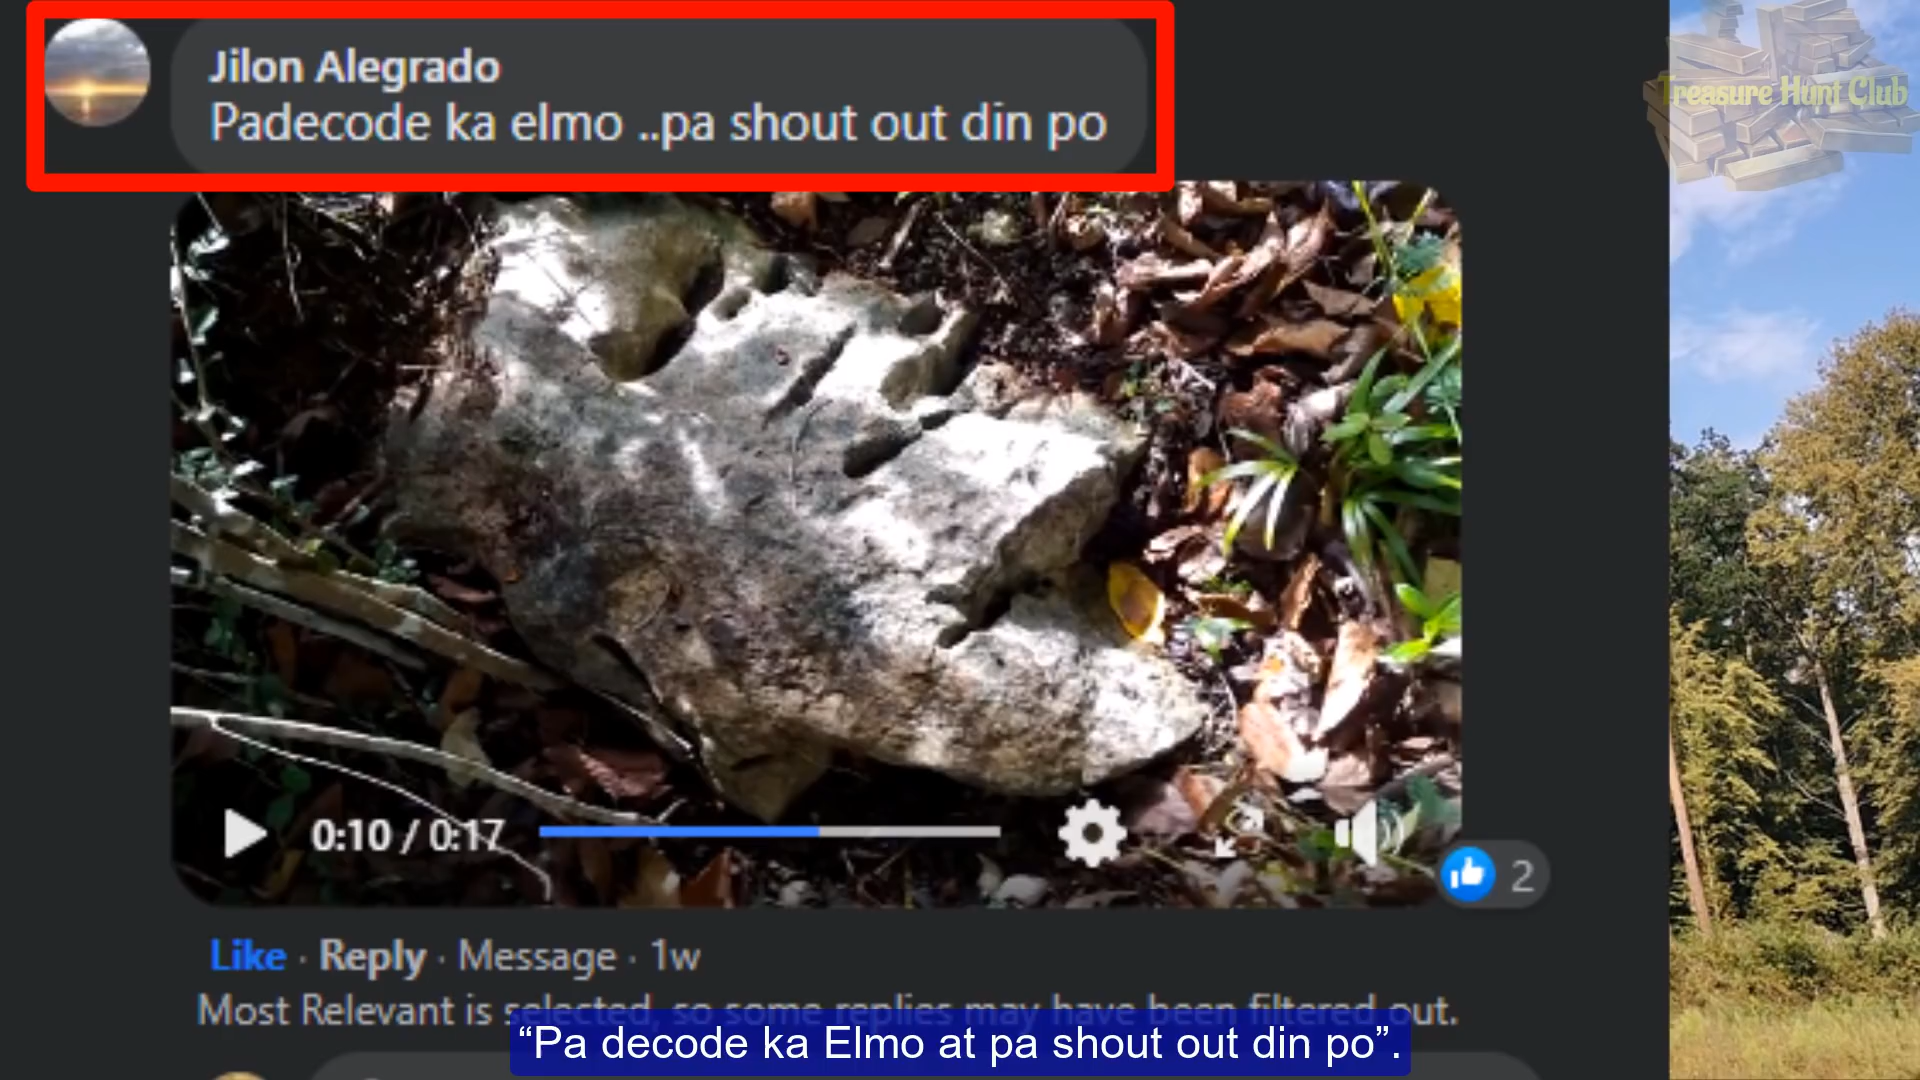 Jilon Alegrado
Padecode ka elmo ..pa shout out din po
Treasure Hunt Club
0:10 / 0:17
2
Like · Reply · Message · 1w
Most Relevant is selected, so some replies may have been filtered out.
“Pa decode ka Elmo at pa shout out din po”.